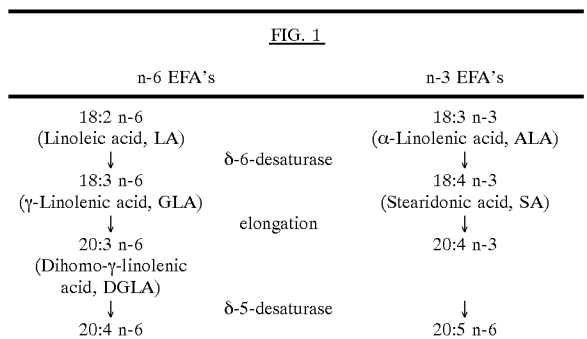 FIG. 1
n-6 EFA's n-3 EFA's
18:2 n-6 18:3 n-3
(Linoleic acid, LA) (α-Linolenic acid, ALA)
δ-6-desaturase
18:3 n-6 18:4 n-3
(γ-Linolenic acid, GLA) (Stearidonic acid, SA)
elongation
20:3 n-6 20:4 n-3
(Dihomo-γ-linolenic
acid, DGLA)
δ-5-desaturase
20:4 n-6 20:5 n-6